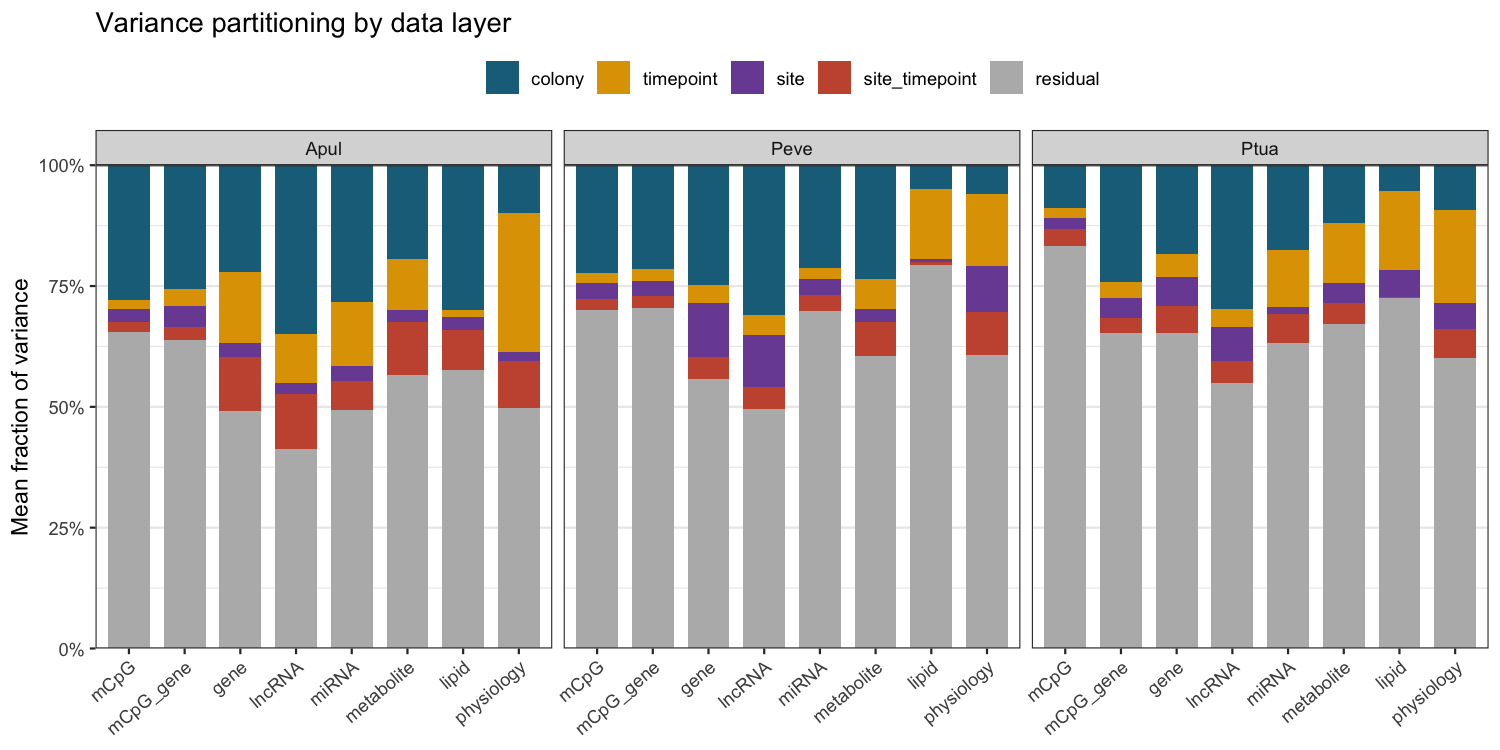 Variance partitioning by data layer
colony timepoint site site_timepoint residual
Apul Peve Ptua
Mean fraction of variance
100%
75%
50%
25%
0%
mCpG mCpG_gene gene lncRNA miRNA metabolite lipid physiology
mCpG mCpG_gene gene lncRNA miRNA metabolite lipid physiology
mCpG mCpG_gene gene lncRNA miRNA metabolite lipid physiology